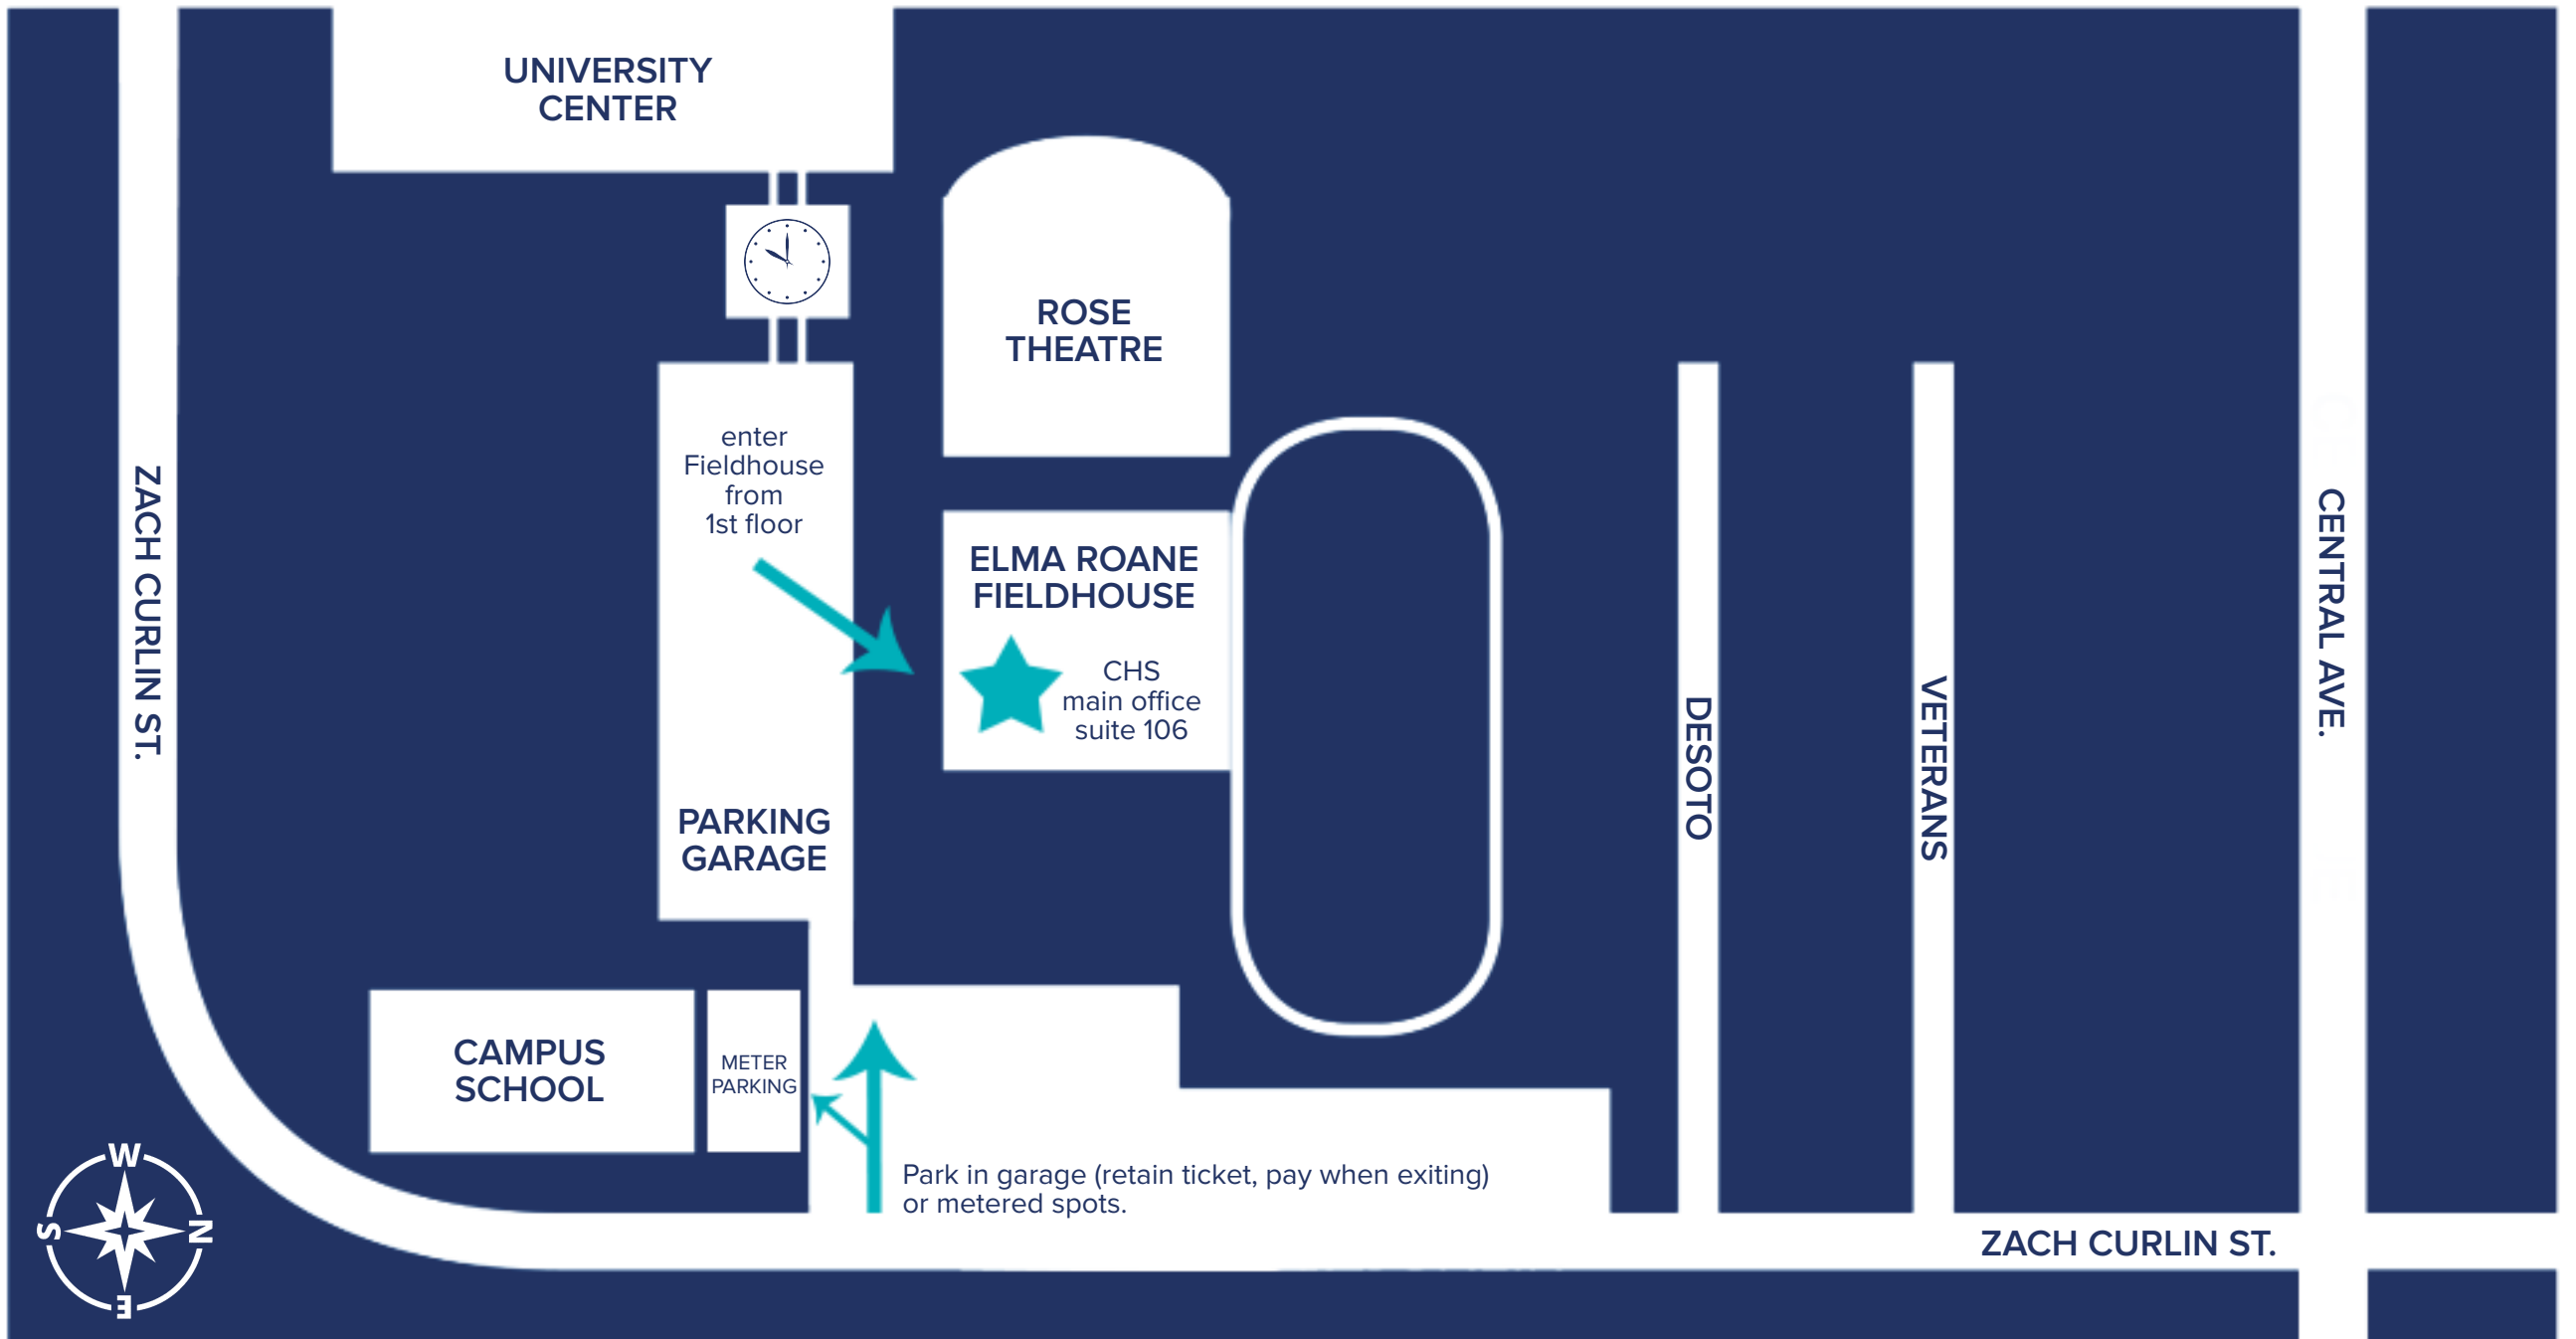 UNIVERSITY
CENTER
ROSE
THEATRE
enter
Fieldhouse
from
1st floor
ELMA ROANE
FIELDHOUSE
CHS
main office
suite 106
PARKING
GARAGE
ZACH CURLIN ST.
DESOTO
VETERANS
CENTRAL AVE.
CAMPUS
SCHOOL
METER
PARKING
Park in garage (retain ticket, pay when exiting)
or metered spots.
ZACH CURLIN ST.
W
S
N
E